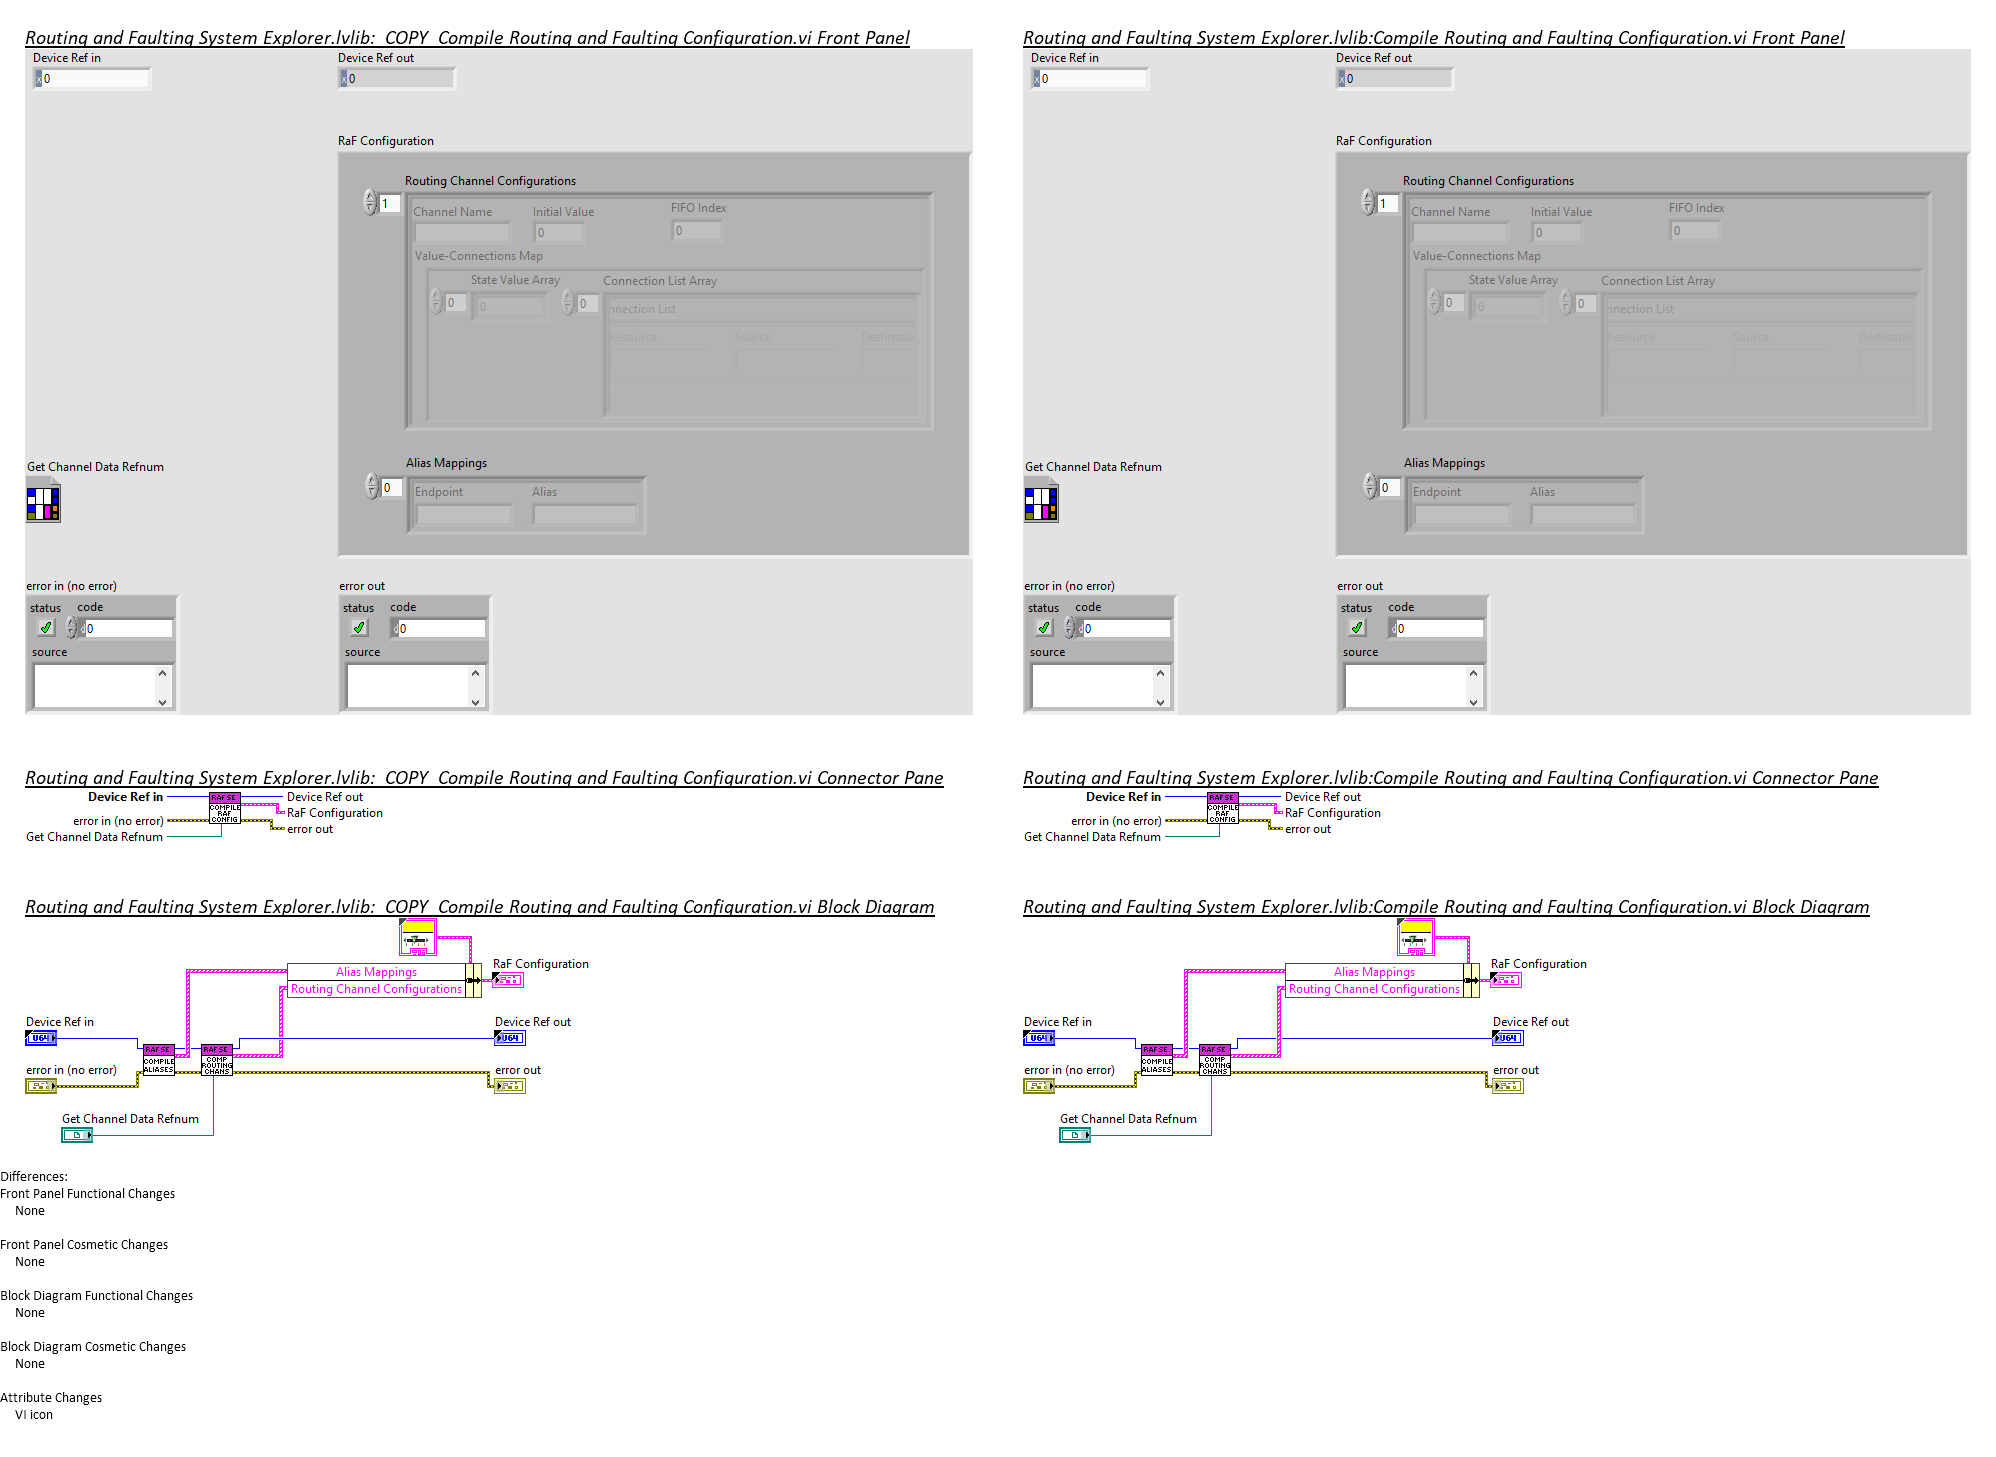 Routing and Faulting System Explorer.lvlib:_COPY_Compile Routing and Faulting Configuration.vi Front Panel
Device Ref in
Device Ref out
x 0
x 0
RaF Configuration
Routing Channel Configurations
1
Channel Name
Initial Value
FIFO Index
0
0
Value-Connections Map
State Value Array
Connection List Array
0
0
0
nnection List
Resource
Source
Destinatio
Get Channel Data Refnum
Alias Mappings
0
Endpoint
Alias
error in (no error)
status
code
d 0
source
error out
status
code
d 0
source
Routing and Faulting System Explorer.lvlib:Compile Routing and Faulting Configuration.vi Front Panel
Device Ref in
Device Ref out
x 0
x 0
RaF Configuration
Routing Channel Configurations
1
Channel Name
Initial Value
FIFO Index
0
0
Value-Connections Map
State Value Array
Connection List Array
0
0
0
nnection List
Resource
Source
Destinatio
Get Channel Data Refnum
Alias Mappings
0
Endpoint
Alias
error in (no error)
status
code
d 0
source
error out
status
code
d 0
source
Routing and Faulting System Explorer.lvlib:_COPY_Compile Routing and Faulting Configuration.vi Connector Pane
Device Ref in
error in (no error)
Get Channel Data Refnum
RAF SE
COMPILE
RAF
CONFIG
Device Ref out
RaF Configuration
error out
Routing and Faulting System Explorer.lvlib:Compile Routing and Faulting Configuration.vi Connector Pane
Device Ref in
error in (no error)
Get Channel Data Refnum
RAF SE
COMPILE
RAF
CONFIG
Device Ref out
RaF Configuration
error out
Routing and Faulting System Explorer.lvlib:_COPY_Compile Routing and Faulting Configuration.vi Block Diagram
Alias Mappings
Routing Channel Configurations
RaF Configuration
Device Ref in
U64
Device Ref out
U64
RAF SE
COMPILE
ALIASES
RAF SE
COMP
ROUTING
CHANS
error in (no error)
error out
Get Channel Data Refnum
Routing and Faulting System Explorer.lvlib:Compile Routing and Faulting Configuration.vi Block Diagram
Alias Mappings
Routing Channel Configurations
RaF Configuration
Device Ref in
U64
Device Ref out
U64
RAF SE
COMPILE
ALIASES
RAF SE
COMP
ROUTING
CHANS
error in (no error)
error out
Get Channel Data Refnum
Differences:
Front Panel Functional Changes
None
Front Panel Cosmetic Changes
None
Block Diagram Functional Changes
None
Block Diagram Cosmetic Changes
None
Attribute Changes
VI icon